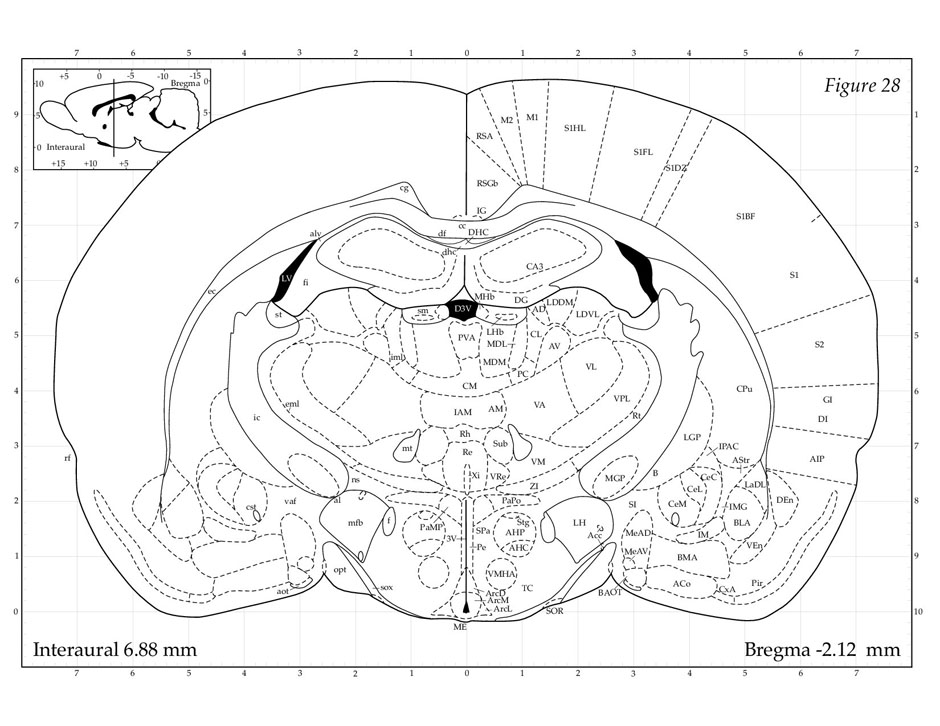 7 6 5 4 3 2 1 0 1 2 3 4 5 6 7
+5 0 -5 -10 -15
Bregma 0
10
5 5
0 Interaural
+15 +10 +5
Figure 28
9 1
8 2
7 3
6 4
5 5
4 6
3 7
2 8
1 9
0 10
M2 M1 S1HL
RSA
S1FL
S1DZ
cg RSGb
IG
S1BF
cc
alv df DHC
dhc
CA3
LV fi S1
ec
MHb DG
LDDM
st sm D3V AD LDVL
LHb
PVA CL
MDL AV S2
iml MDM
PC VL
CM CPu
VPL GI
eml IAM AM VA
ic Rt DI
Rh
LGP
mt Re Sub IPAC
rf VM AStr AIP
Xi VRe CeC
ns ZI MGP B LaDL
CeL
al PaPo DEn
vaf SI CeM
cst IMG
mfb f PaMP Stg LH BLA
SPa AHP Acc MeAD IM
3V
Pe AHC MeAV VEn
BMA
opt VMHA
ACo Pir
sox TC
aot ArcD BAOT CxA
ArcM
ArcL SOR
ME
Interaural 6.88 mm Bregma -2.12 mm
7 6 5 4 3 2 1 0 1 2 3 4 5 6 7